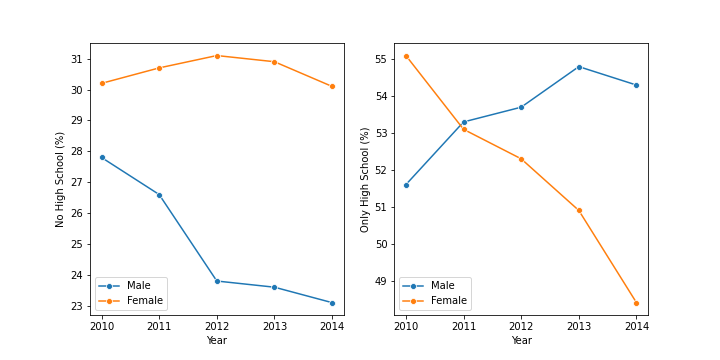 No High School (%)
31
30
29
28
27
26
25
24
23
2010 2011 2012 2013 2014
Year
Male
Female
Only High School (%)
55
54
53
52
51
50
49
2010 2011 2012 2013 2014
Year
Male
Female